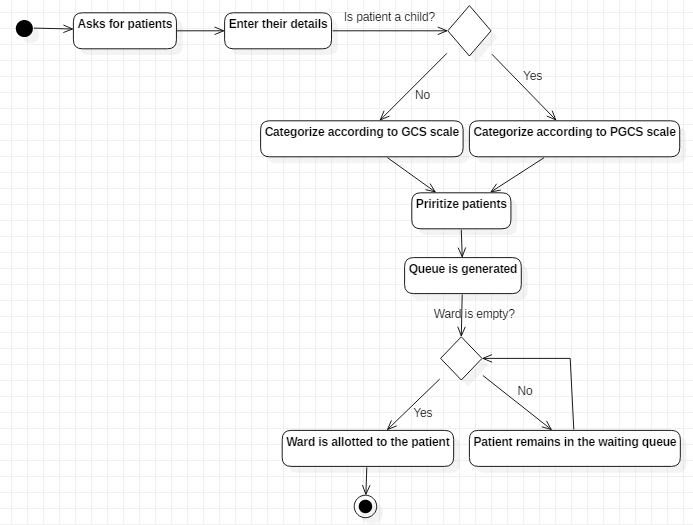 Asks for patients
Enter their details
Is patient a child?
No
Yes
Categorize according to GCS scale
Categorize according to PGCS scale
Priritize patients
Queue is generated
Ward is empty?
Yes
No
Ward is allotted to the patient
Patient remains in the waiting queue